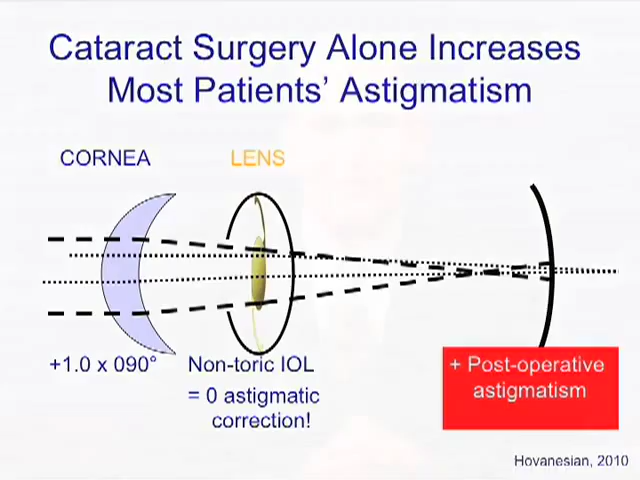 Cataract Surgery Alone Increases
Most Patients’ Astigmatism
CORNEA
LENS
+1.0 x 090°
Non-toric IOL
= 0 astigmatic
correction!
+ Post-operative
astigmatism
Hovanesian, 2010